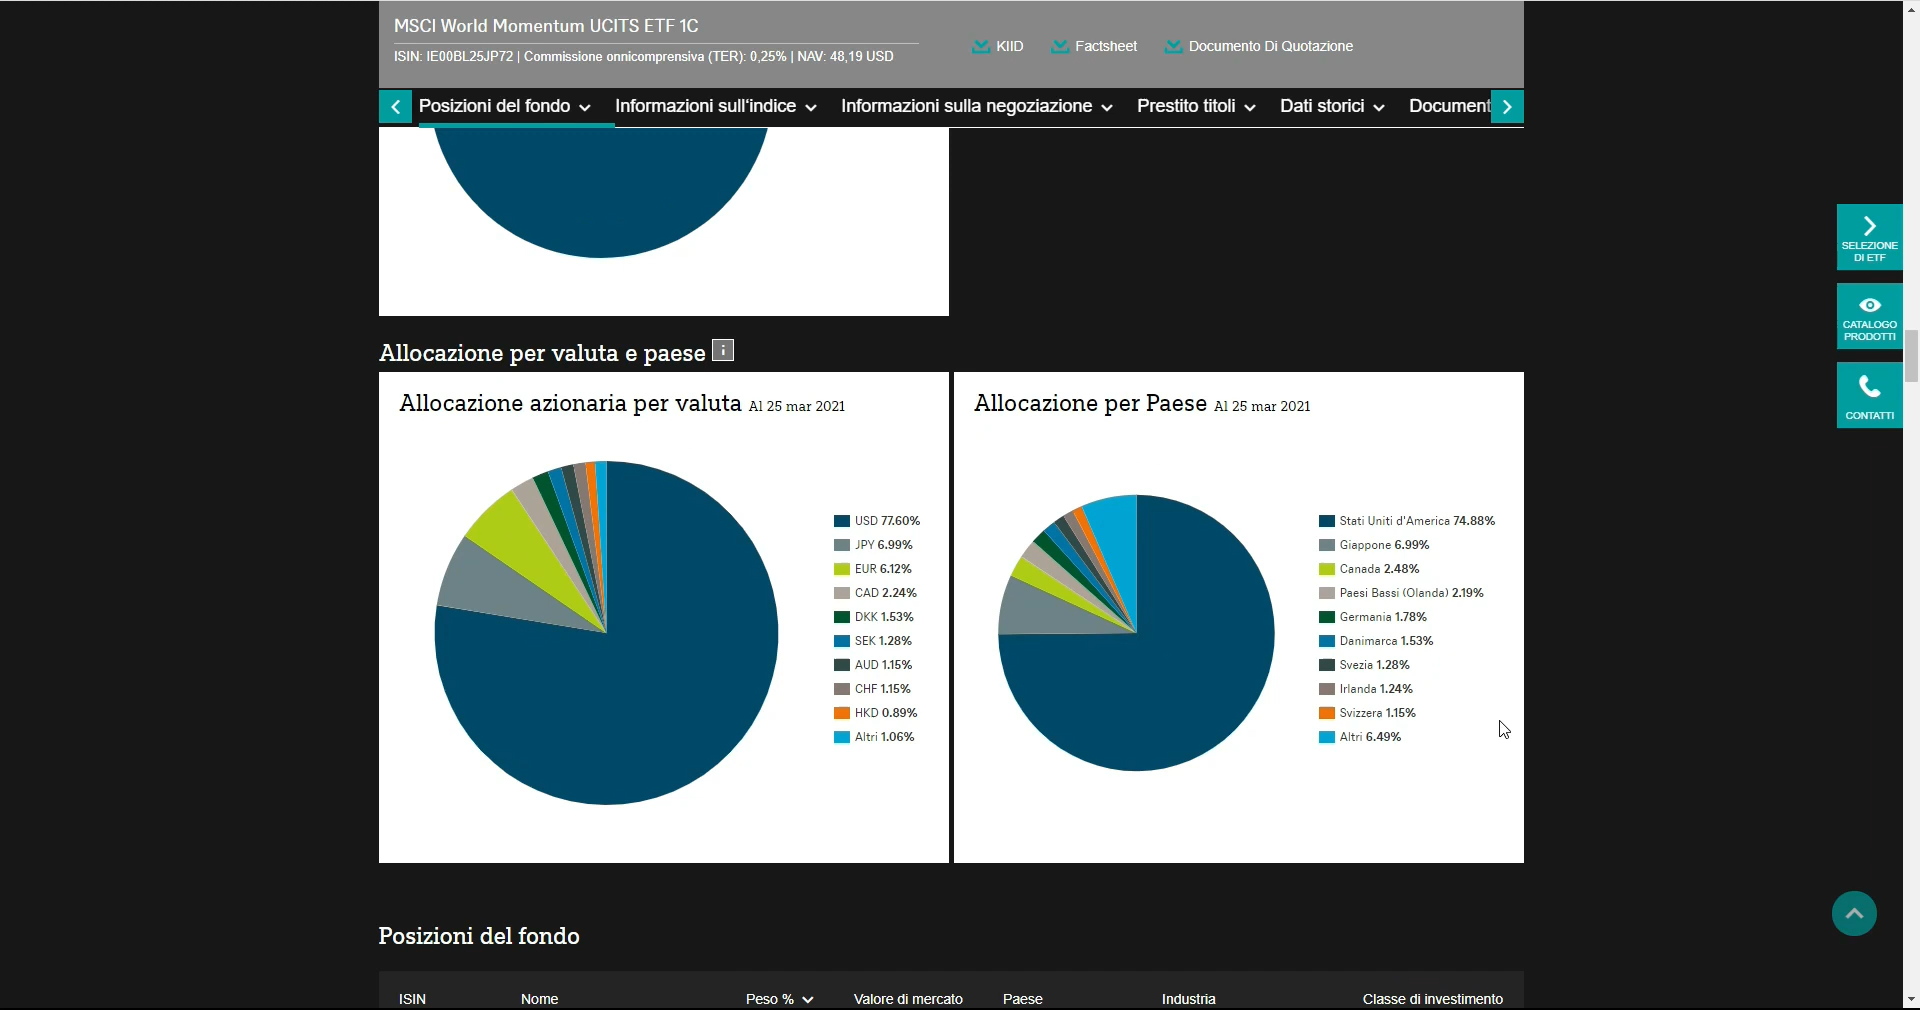 MSCI World Momentum UCITS ETF 1C
ISIN: IE00BL25JP72 | Commissione onnicomprensiva (TER): 0,25% | NAV: 48,19 USD
KIID
Factsheet
Documento Di Quotazione
Posizioni del fondo
Informazioni sull'indice
Informazioni sulla negoziazione
Prestito titoli
Dati storici
Document
SELEZIONE
DI ETF
CATALOGO
PRODOTTI
CONTATTI
Allocazione per valuta e paese i
Allocazione azionaria per valuta Al 25 mar 2021
USD 77.60%
JPY 6.99%
EUR 6.12%
CAD 2.24%
DKK 1.53%
SEK 1.28%
AUD 1.15%
CHF 1.15%
HKD 0.89%
Altri 1.06%
Allocazione per Paese Al 25 mar 2021
Stati Uniti d'America 74.88%
Giappone 6.99%
Canada 2.48%
Paesi Bassi (Olanda) 2.19%
Germania 1.78%
Danimarca 1.53%
Svezia 1.28%
Irlanda 1.24%
Svizzera 1.15%
Altri 6.49%
Posizioni del fondo
ISIN
Nome
Peso %
Valore di mercato
Paese
Industria
Classe di investimento